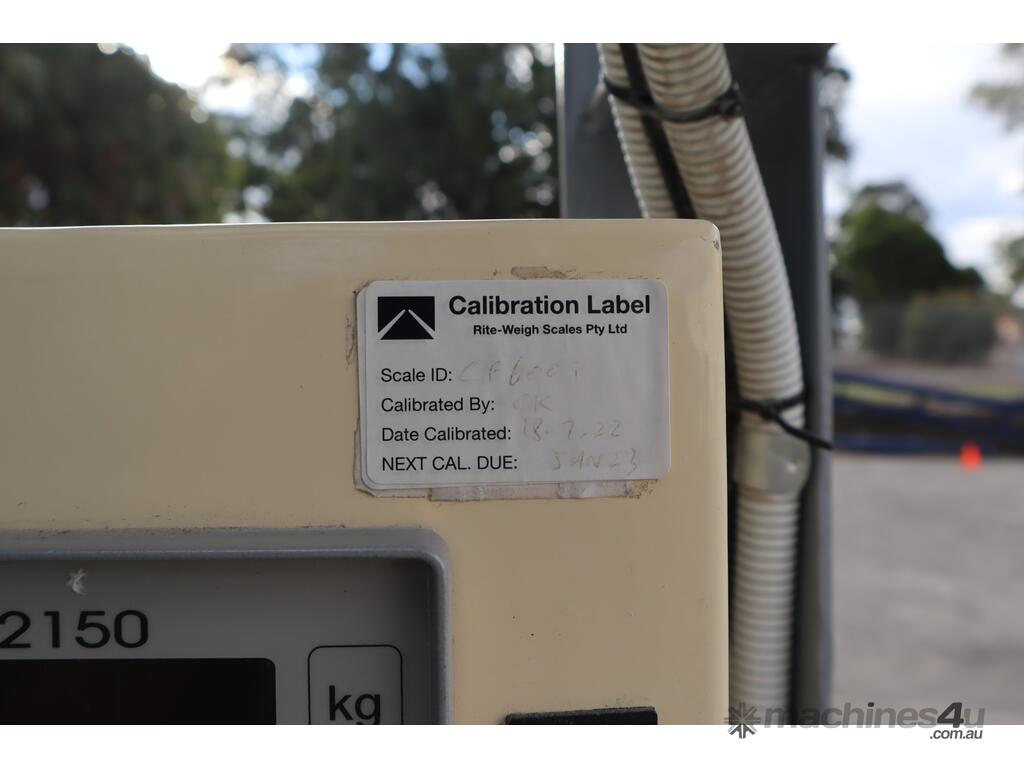 Calibration Label
Rite-Weigh Scales Pty Ltd
Scale ID:
Calibrated By: CK
Date Calibrated: 18.7.22
NEXT CAL. DUE: JAN23
2150
kg
machines4u
.com.au